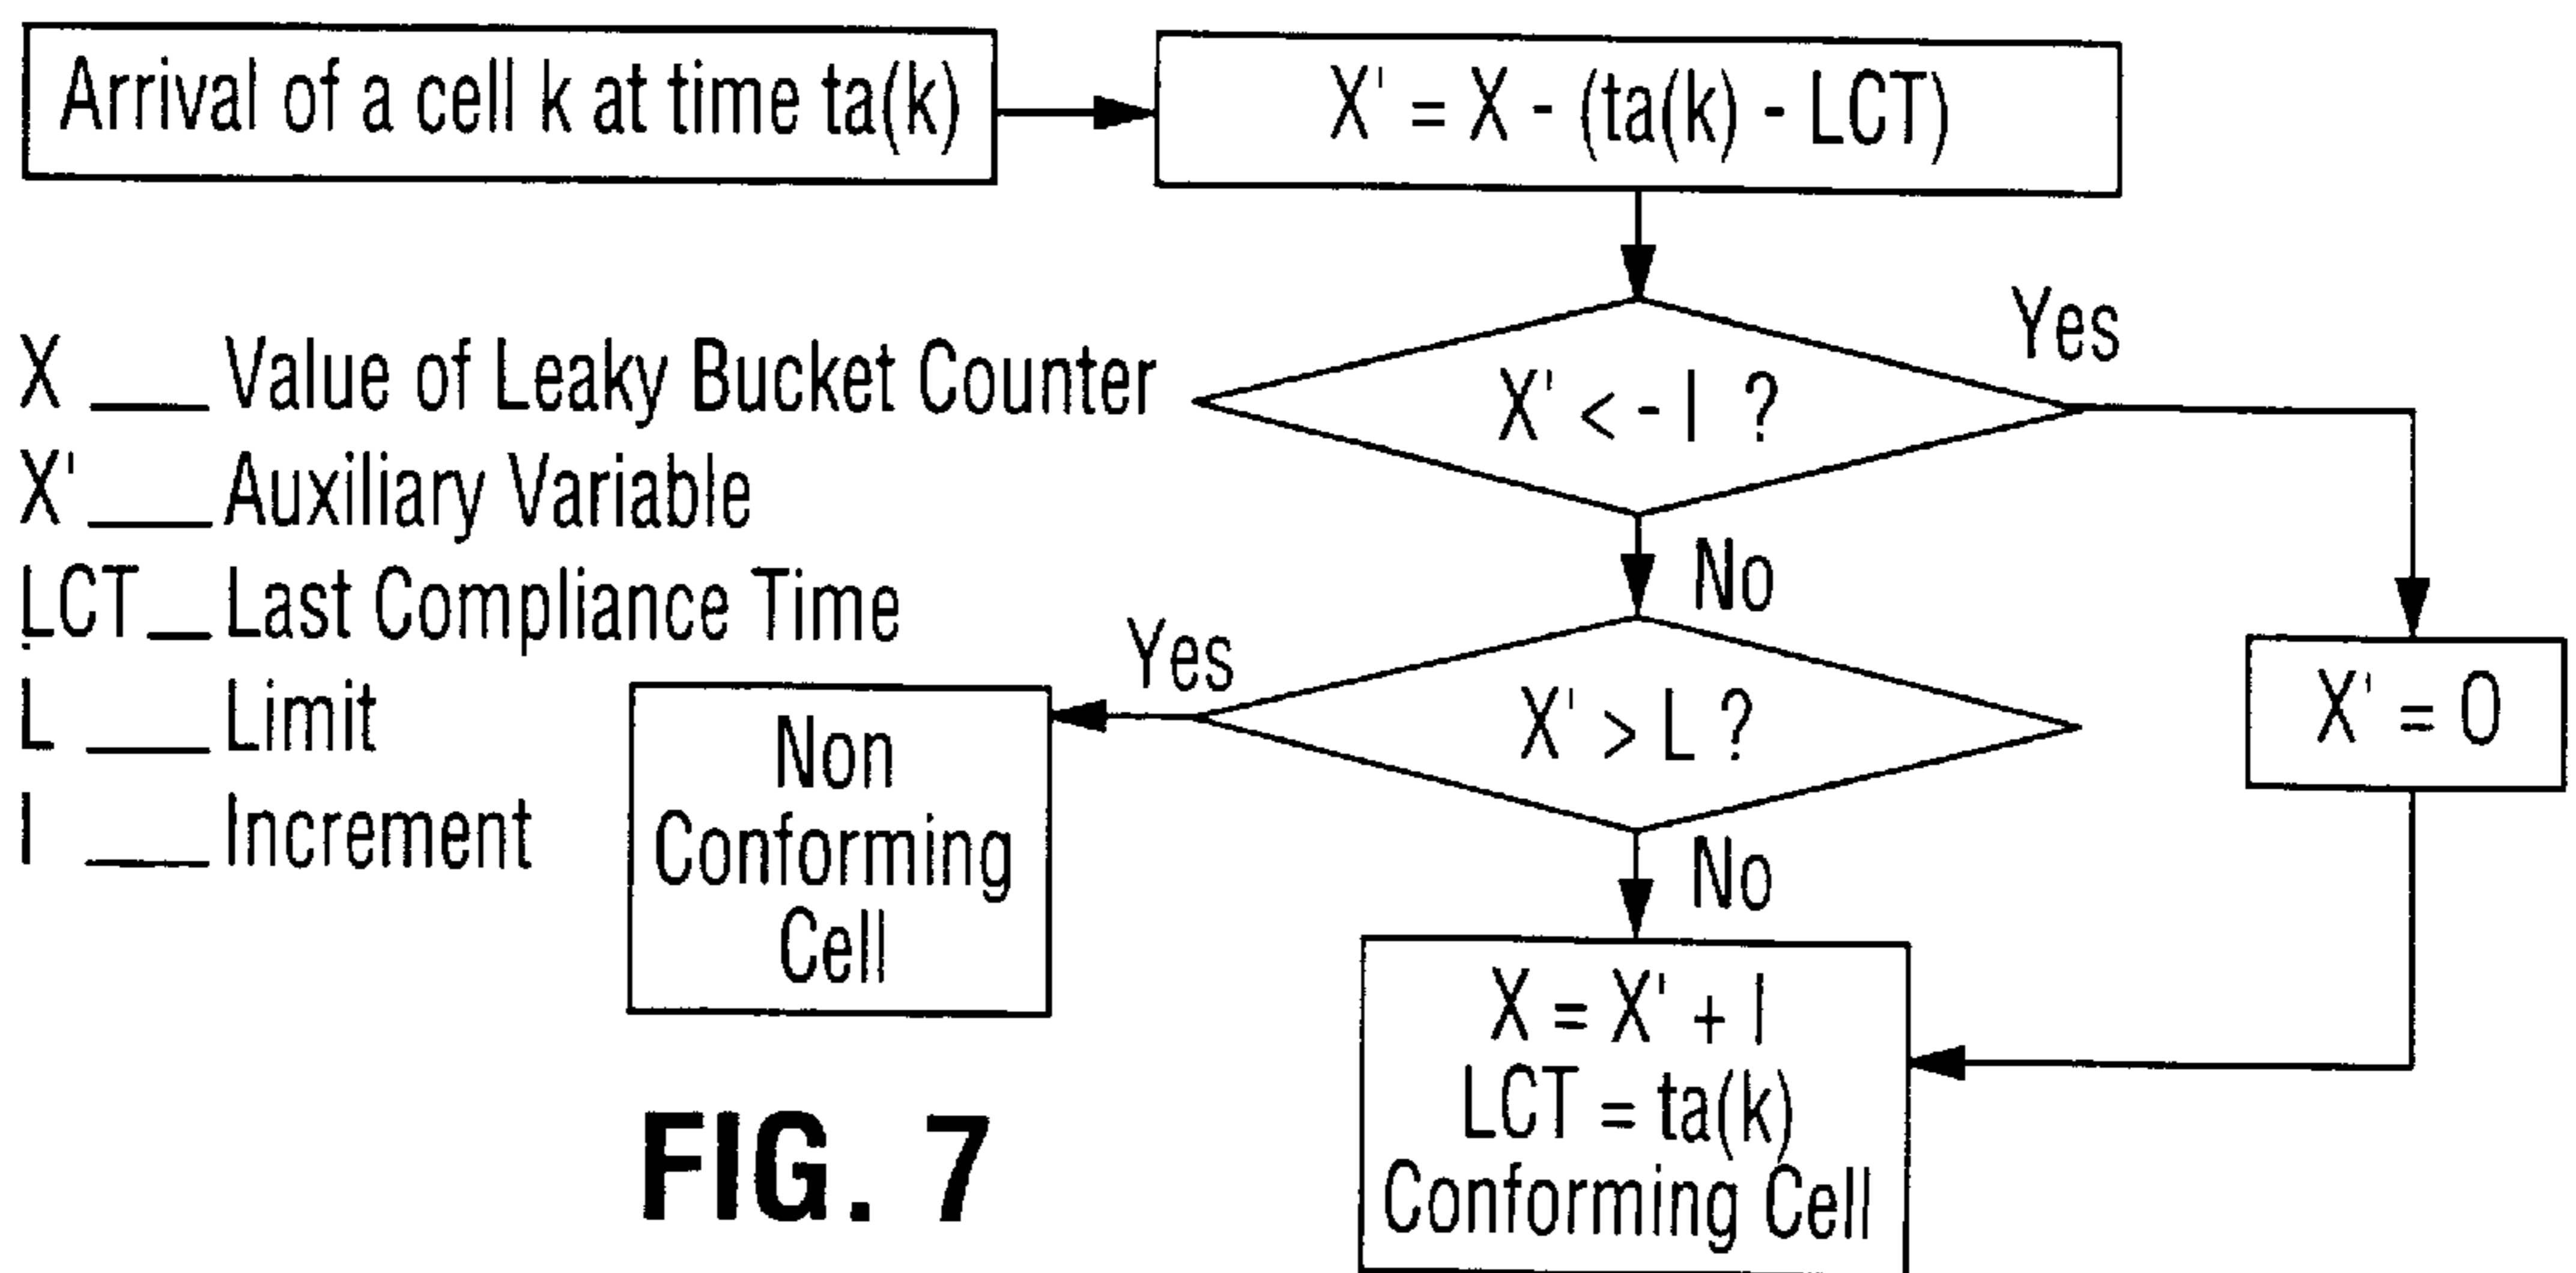 Arrival of a cell k at time ta(k)
X' = X - (ta(k) - LCT)
X' < - I ?
Yes
No
X ___ Value of Leaky Bucket Counter
X' ___ Auxiliary Variable
LCT __ Last Compliance Time
L ___ Limit
I ___ Increment
X' > L ?
Yes
No
X' = 0
Non
Conforming
Cell
X = X' + I
LCT = ta(k)
Conforming Cell
FIG. 7